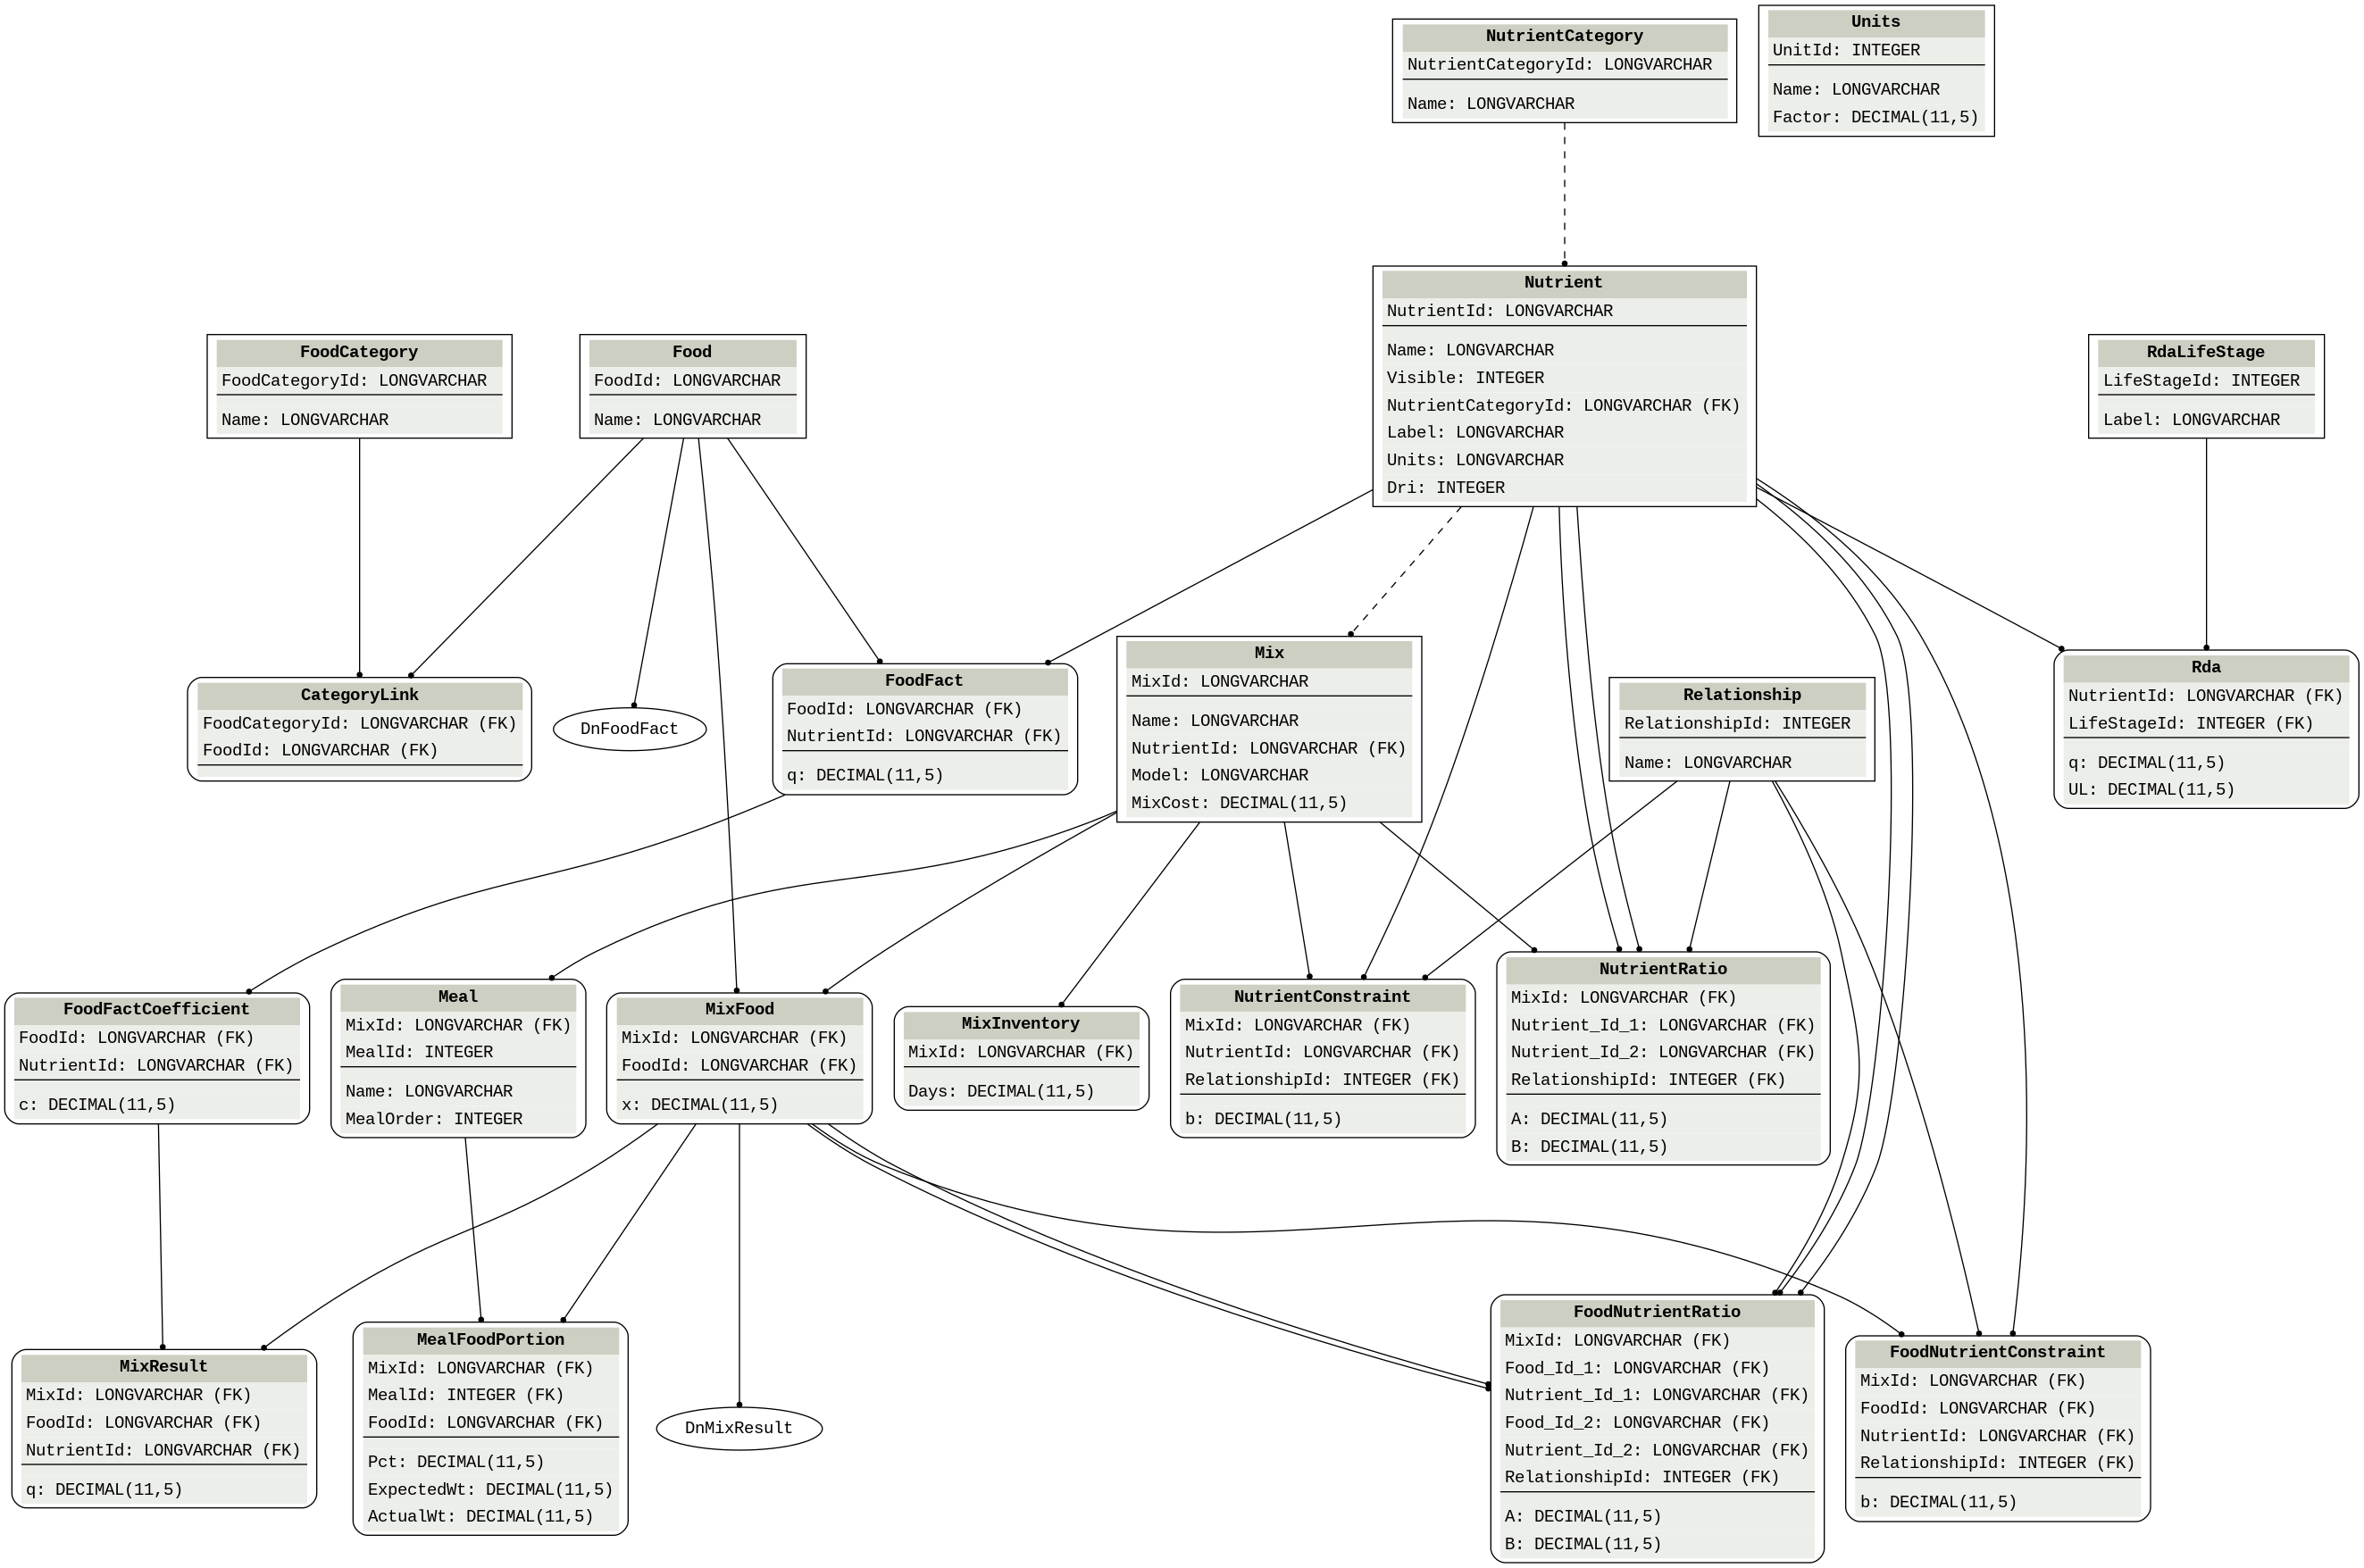 NutrientCategory
NutrientCategoryId: LONGVARCHAR
Name: LONGVARCHAR
Units
UnitId: INTEGER
Name: LONGVARCHAR
Factor: DECIMAL(11,5)
Nutrient
NutrientId: LONGVARCHAR
Name: LONGVARCHAR
Visible: INTEGER
NutrientCategoryId: LONGVARCHAR (FK)
Label: LONGVARCHAR
Units: LONGVARCHAR
Dri: INTEGER
FoodCategory
FoodCategoryId: LONGVARCHAR
Name: LONGVARCHAR
Food
FoodId: LONGVARCHAR
Name: LONGVARCHAR
RdaLifeStage
LifeStageId: INTEGER
Label: LONGVARCHAR
CategoryLink
FoodCategoryId: LONGVARCHAR (FK)
FoodId: LONGVARCHAR (FK)
DnFoodFact
FoodFact
FoodId: LONGVARCHAR (FK)
NutrientId: LONGVARCHAR (FK)
q: DECIMAL(11,5)
Mix
MixId: LONGVARCHAR
Name: LONGVARCHAR
NutrientId: LONGVARCHAR (FK)
Model: LONGVARCHAR
MixCost: DECIMAL(11,5)
Relationship
RelationshipId: INTEGER
Name: LONGVARCHAR
Rda
NutrientId: LONGVARCHAR (FK)
LifeStageId: INTEGER (FK)
q: DECIMAL(11,5)
UL: DECIMAL(11,5)
FoodFactCoefficient
FoodId: LONGVARCHAR (FK)
NutrientId: LONGVARCHAR (FK)
c: DECIMAL(11,5)
Meal
MixId: LONGVARCHAR (FK)
MealId: INTEGER
Name: LONGVARCHAR
MealOrder: INTEGER
MixFood
MixId: LONGVARCHAR (FK)
FoodId: LONGVARCHAR (FK)
x: DECIMAL(11,5)
MixInventory
MixId: LONGVARCHAR (FK)
Days: DECIMAL(11,5)
NutrientConstraint
MixId: LONGVARCHAR (FK)
NutrientId: LONGVARCHAR (FK)
RelationshipId: INTEGER (FK)
b: DECIMAL(11,5)
NutrientRatio
MixId: LONGVARCHAR (FK)
Nutrient_Id_1: LONGVARCHAR (FK)
Nutrient_Id_2: LONGVARCHAR (FK)
RelationshipId: INTEGER (FK)
A: DECIMAL(11,5)
B: DECIMAL(11,5)
MixResult
MixId: LONGVARCHAR (FK)
FoodId: LONGVARCHAR (FK)
NutrientId: LONGVARCHAR (FK)
q: DECIMAL(11,5)
MealFoodPortion
MixId: LONGVARCHAR (FK)
MealId: INTEGER (FK)
FoodId: LONGVARCHAR (FK)
Pct: DECIMAL(11,5)
ExpectedWt: DECIMAL(11,5)
ActualWt: DECIMAL(11,5)
DnMixResult
FoodNutrientRatio
MixId: LONGVARCHAR (FK)
Food_Id_1: LONGVARCHAR (FK)
Nutrient_Id_1: LONGVARCHAR (FK)
Food_Id_2: LONGVARCHAR (FK)
Nutrient_Id_2: LONGVARCHAR (FK)
RelationshipId: INTEGER (FK)
A: DECIMAL(11,5)
B: DECIMAL(11,5)
FoodNutrientConstraint
MixId: LONGVARCHAR (FK)
FoodId: LONGVARCHAR (FK)
NutrientId: LONGVARCHAR (FK)
RelationshipId: INTEGER (FK)
b: DECIMAL(11,5)